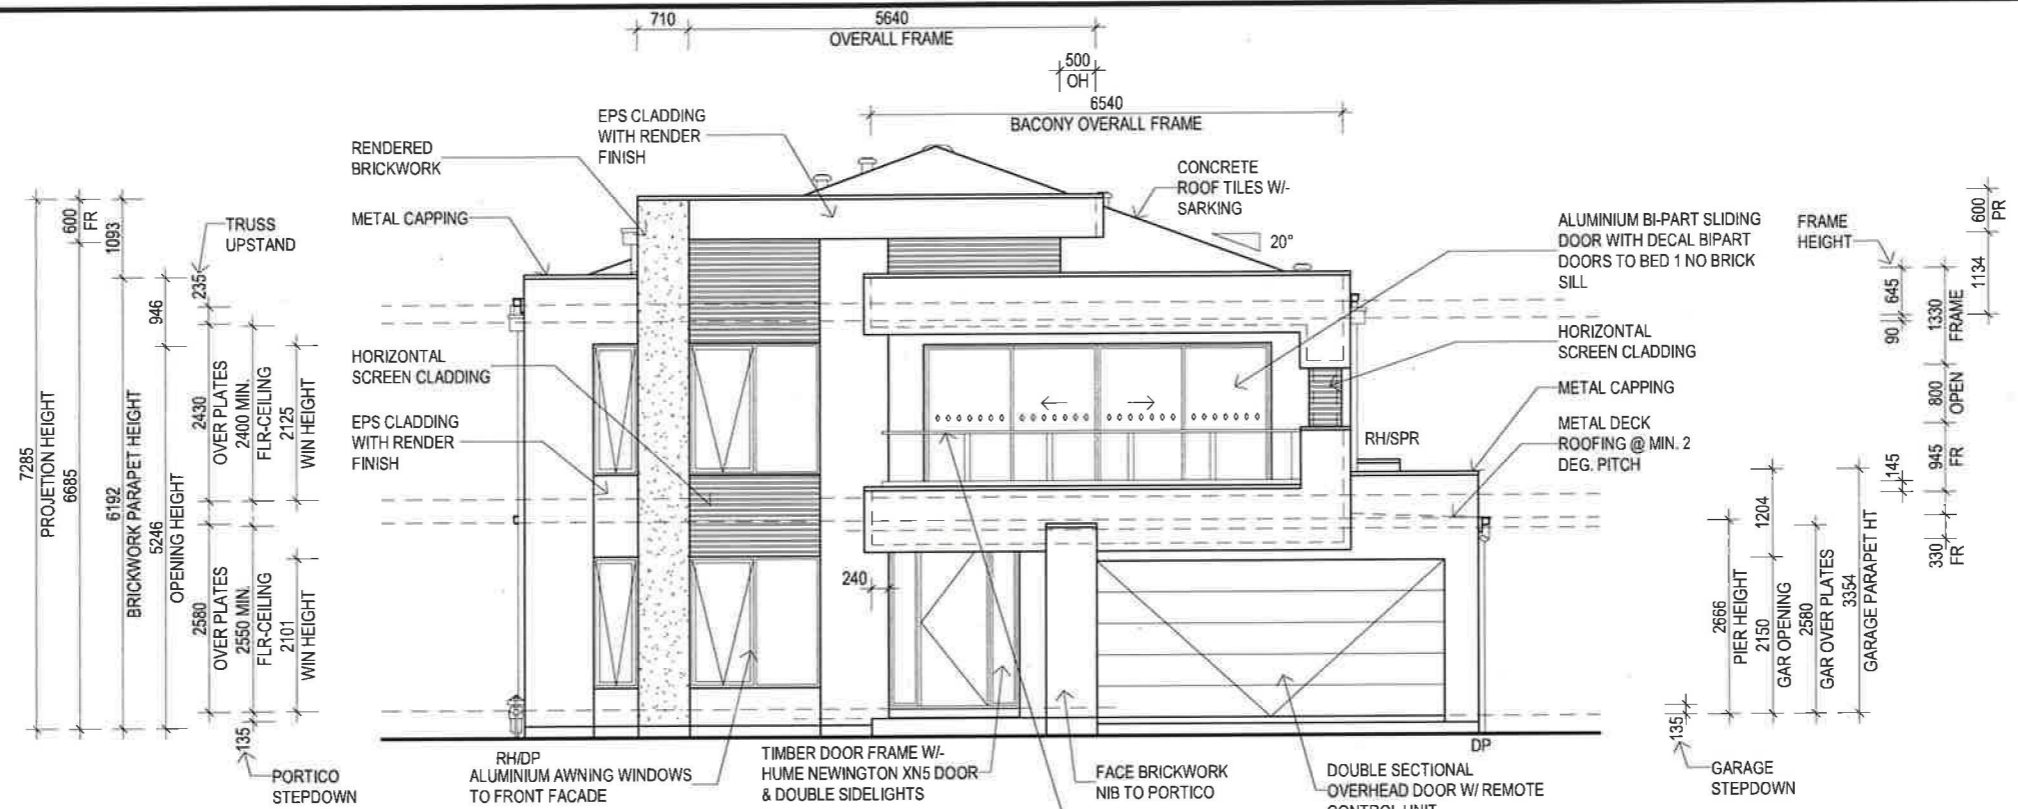 710
5640
OVERALL FRAME
500
OH
6540
BACONY OVERALL FRAME
EPS CLADDING
WITH RENDER
FINISH
RENDERED
BRICKWORK
METAL CAPPING
CONCRETE
ROOF TILES W/-
SARKING
20°
ALUMINIUM BI-PART SLIDING
DOOR WITH DECAL BIPART
DOORS TO BED 1 NO BRICK
SILL
FRAME
HEIGHT
TRUSS
UPSTAND
HORIZONTAL
SCREEN CLADDING
EPS CLADDING
WITH RENDER
FINISH
HORIZONTAL
SCREEN CLADDING
METAL CAPPING
METAL DECK
ROOFING @ MIN. 2
DEG. PITCH
RH/SPR
7285
PROJETION HEIGHT
600
FR
6685
1093
6192
BRICKWORK PARAPET HEIGHT
946
5246
OPENING HEIGHT
235
2430
OVER PLATES
2400 MIN.
FLR-CEILING
2125
WIN HEIGHT
2580
OVER PLATES
2550 MIN.
FLR-CEILING
2101
WIN HEIGHT
135
PORTICO
STEPDOWN
240
600
PR
1134
645
90
1330
FRAME
800
OPEN
945
FR
145
330
FR
2666
PIER HEIGHT
1204
2150
GAR OPENING
2580
GAR OVER PLATES
3354
GARAGE PARAPET HT
135
GARAGE
STEPDOWN
RH/DP
ALUMINIUM AWNING WINDOWS
TO FRONT FACADE
TIMBER DOOR FRAME W/-
HUME NEWINGTON XN5 DOOR
& DOUBLE SIDELIGHTS
FACE BRICKWORK
NIB TO PORTICO
DOUBLE SECTIONAL
OVERHEAD DOOR W/ REMOTE
CONTROL UNIT
DP